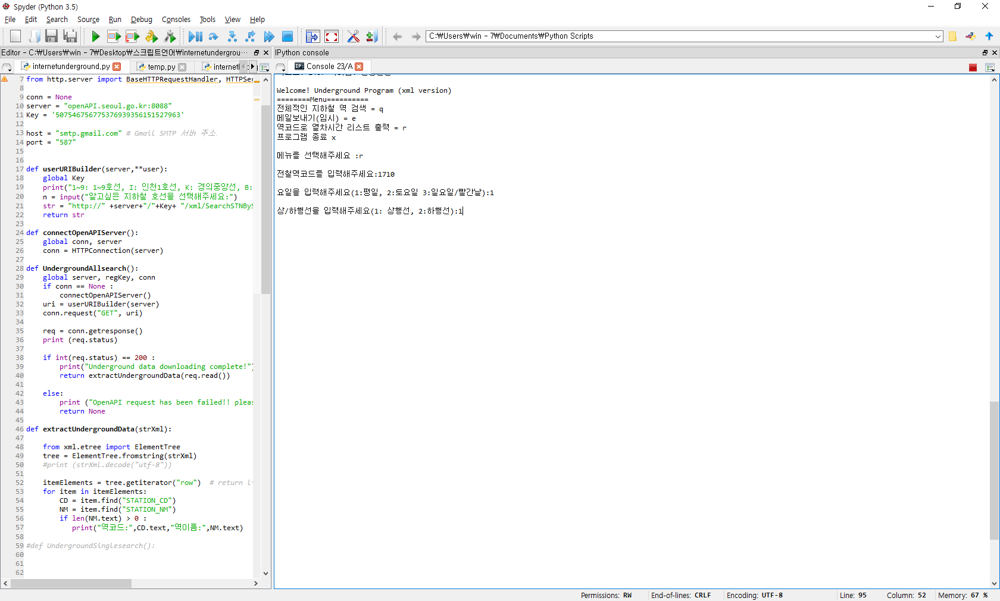 Spyder (Python 3.5)
File Edit Search Source Run Debug Consoles Tools View Help
C:₩Users₩win - 7₩Documents₩Python Scripts
Editor - C:₩Users₩win - 7₩Desktop₩스크립트언어₩internetundergrou···
internetunderground.py temp.py internet
7 from http.server import BaseHTTPRequestHandler, HTTPSer
8
9 conn = None
10 server = "openAPI.seoul.go.kr:8088"
11 Key = '5075467567753769393561515279​63'
12
13 host = "smtp.gmail.com" # Gmail SMTP 서버 주소.
14 port = "587"
15
16
17 def userURIBuilder(server,**user):
18 global Key
19 print("1~9: 1~9호선, I: 인천1호선, K: 경의중앙선, B:
20 n = input("알고싶은 지하철 호선을 선택해주세요:")
21 str = "http://" +server+"/"+Key+ "/xml/SearchSTNByS
22 return str
23
24 def connectOpenAPIServer():
25 global conn, server
26 conn = HTTPConnection(server)
27
28 def UndergroundAllsearch():
29 global server, regKey, conn
30 if conn == None :
31 connectOpenAPIServer()
32 uri = userURIBuilder(server)
33 conn.request("GET", uri)
34
35 req = conn.getresponse()
36 print (req.status)
37
38 if int(req.status) == 200 :
39 print("Underground data downloading complete!")
40 return extractUndergroundData(req.read())
41
42 else:
43 print ("OpenAPI request has been failed!! pleas
44 return None
45
46 def extractUndergroundData(strXml):
47
48 from xml.etree import ElementTree
49 tree = ElementTree.fromstring(strXml)
50 #print (strXml.decode("utf-8"))
51
52 itemElements = tree.getiterator("row") # return l
53 for item in itemElements:
54 CD = item.find("STATION_CD")
55 NM = item.find("STATION_NM")
56 if len(NM.text) > 0 :
57 print("역코드:",CD.text,"역이름:",NM.text)
58
59 #def UndergroundSinglesearch():
60
61
62
IPython console
IP: Console 23/A
Welcome! Underground Program (xml version)
========Menu==========
전체적인 지하철 역 검색 = q
메일보내기(임시) = e
역코드로 열차시간 리스트 출력 = r
프로그램 종료 x
메뉴를 선택해주세요 :r
전철역코드를 입력해주세요:1710
요일을 입력해주세요(1:평일, 2:토요일 3:일요일/빨간날):1
상/하행선을 입력해주세요(1: 상행선, 2:하행선):1
Permissions: RW End-of-lines: CRLF Encoding: UTF-8 Line: 95 Column: 52 Memory: 67 %